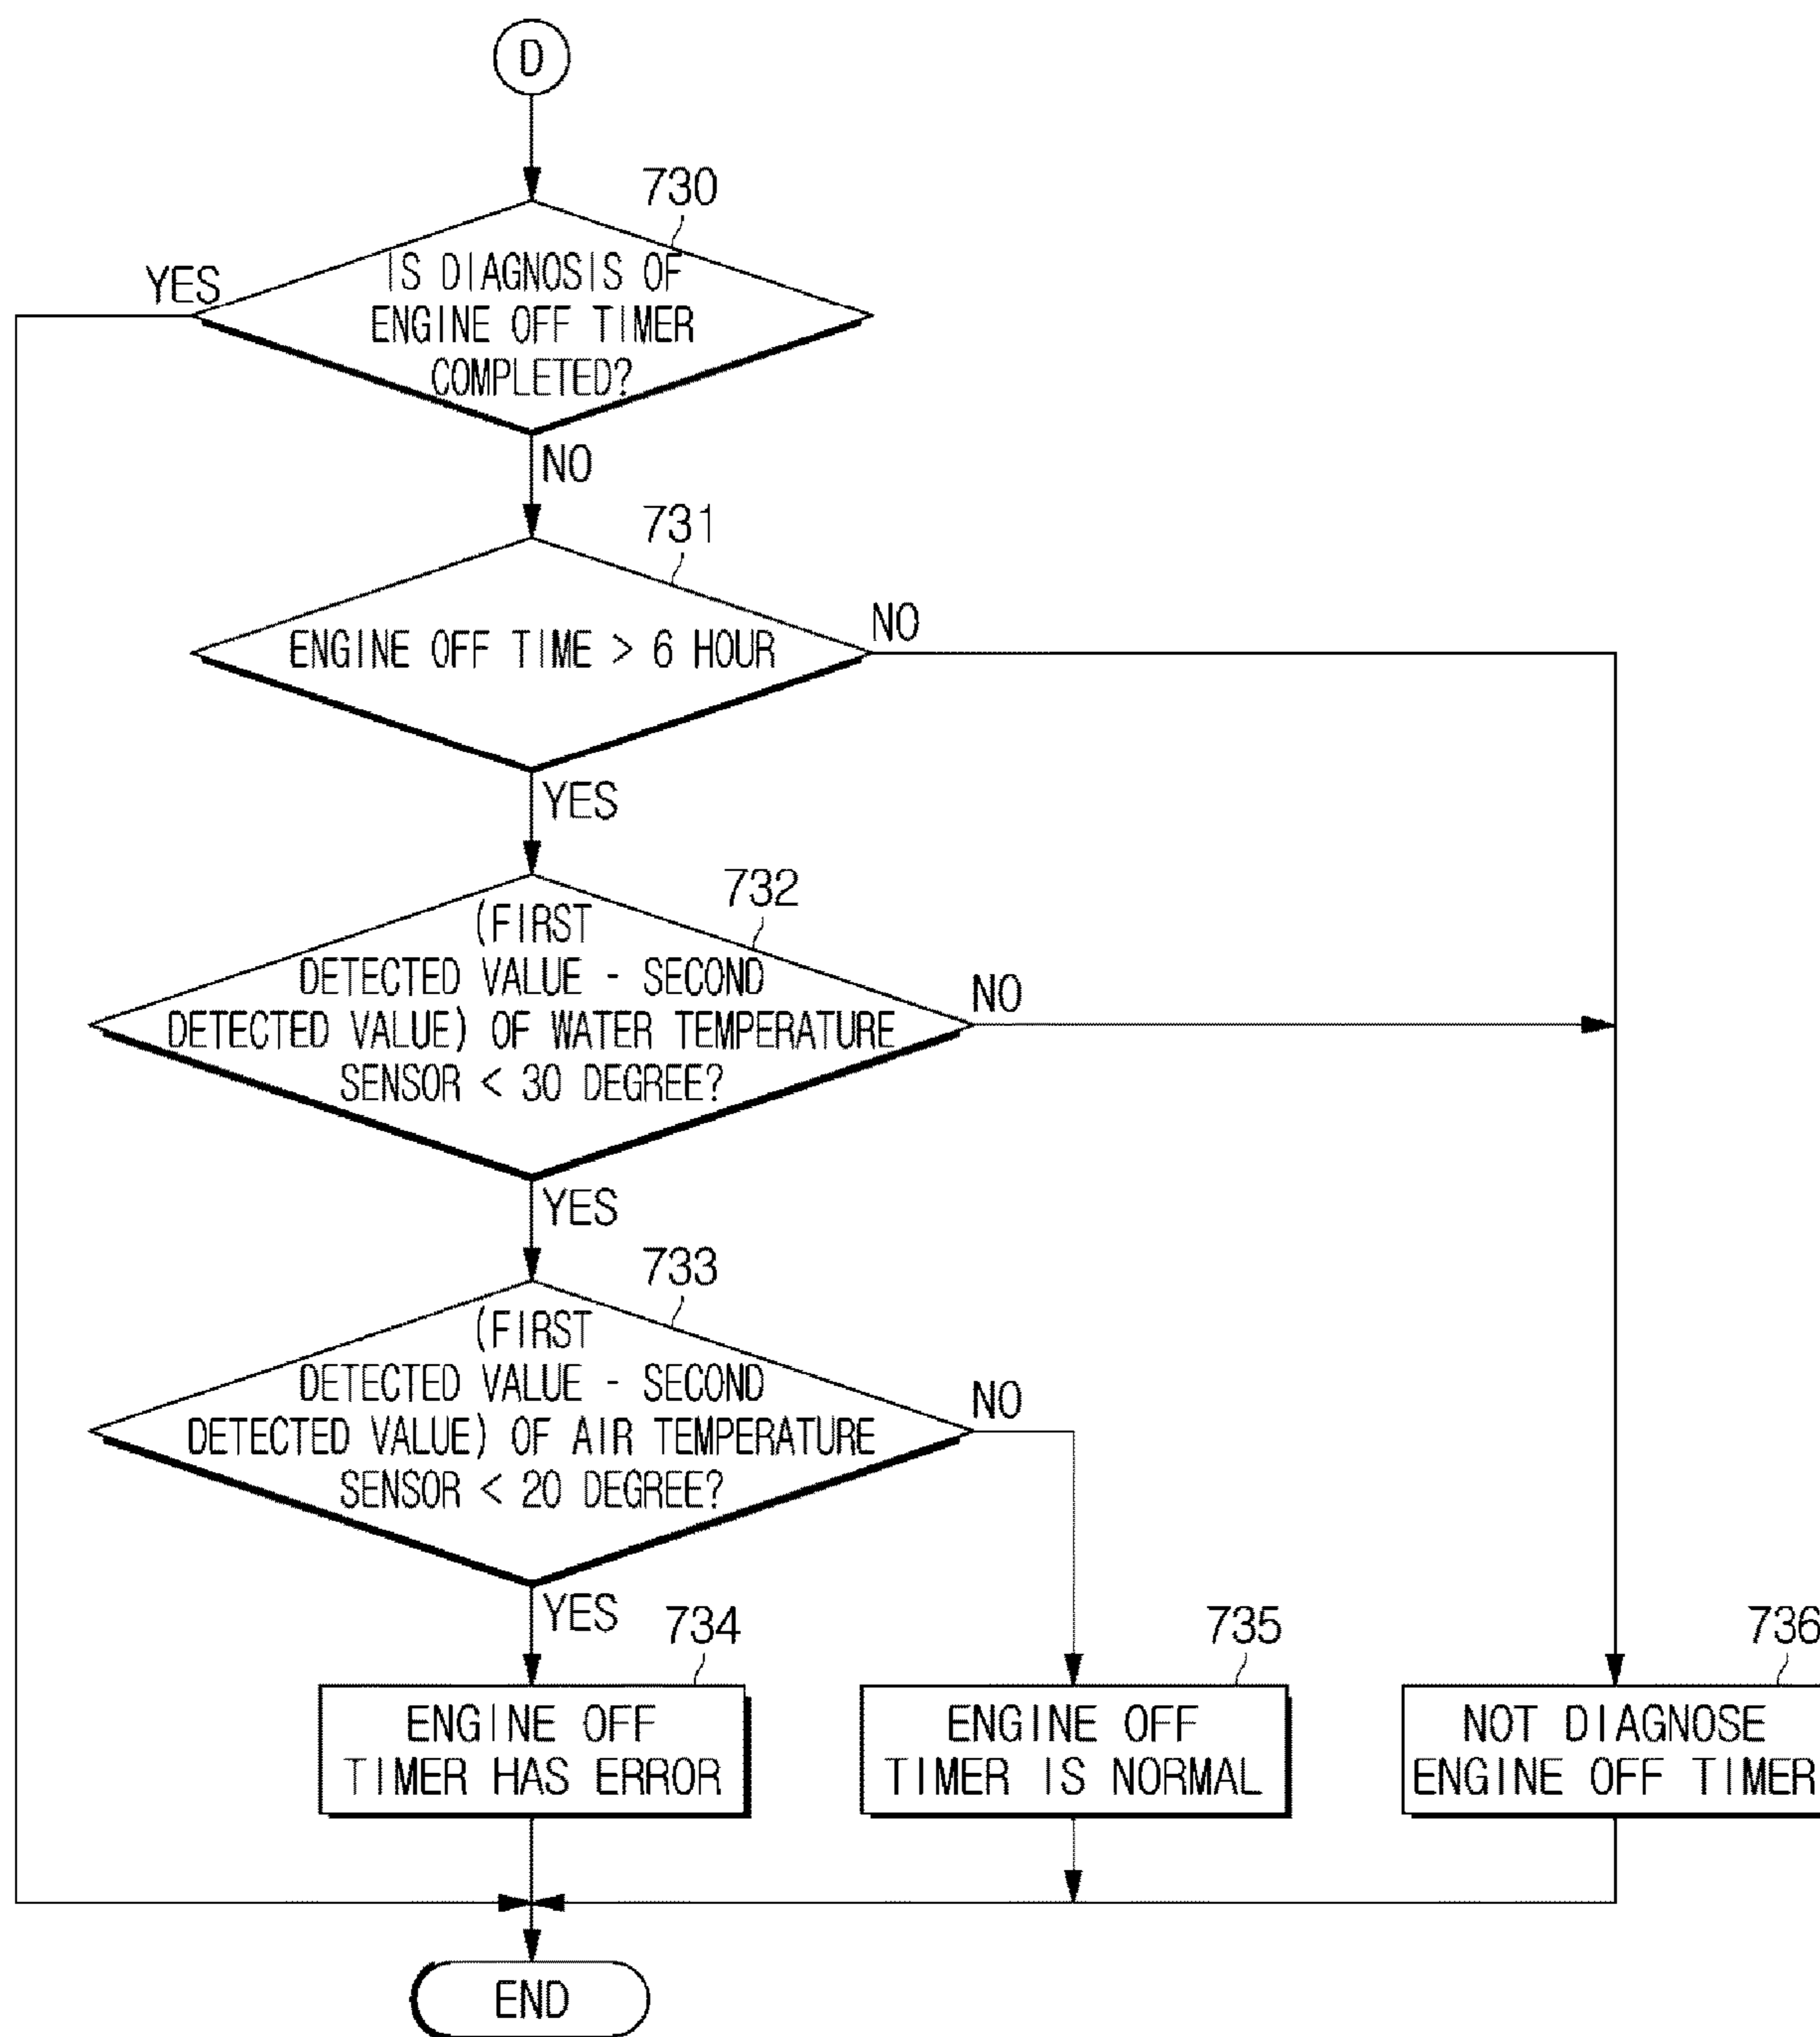 D
730
IS DIAGNOSIS OF
ENGINE OFF TIMER
COMPLETED?
YES
NO
731
ENGINE OFF TIME > 6 HOUR
NO
YES
732
(FIRST
DETECTED VALUE - SECOND
DETECTED VALUE) OF WATER TEMPERATURE
SENSOR < 30 DEGREE?
NO
YES
733
(FIRST
DETECTED VALUE - SECOND
DETECTED VALUE) OF AIR TEMPERATURE
SENSOR < 20 DEGREE?
NO
YES
734
ENGINE OFF
TIMER HAS ERROR
735
ENGINE OFF
TIMER IS NORMAL
736
NOT DIAGNOSE
ENGINE OFF TIMER
END